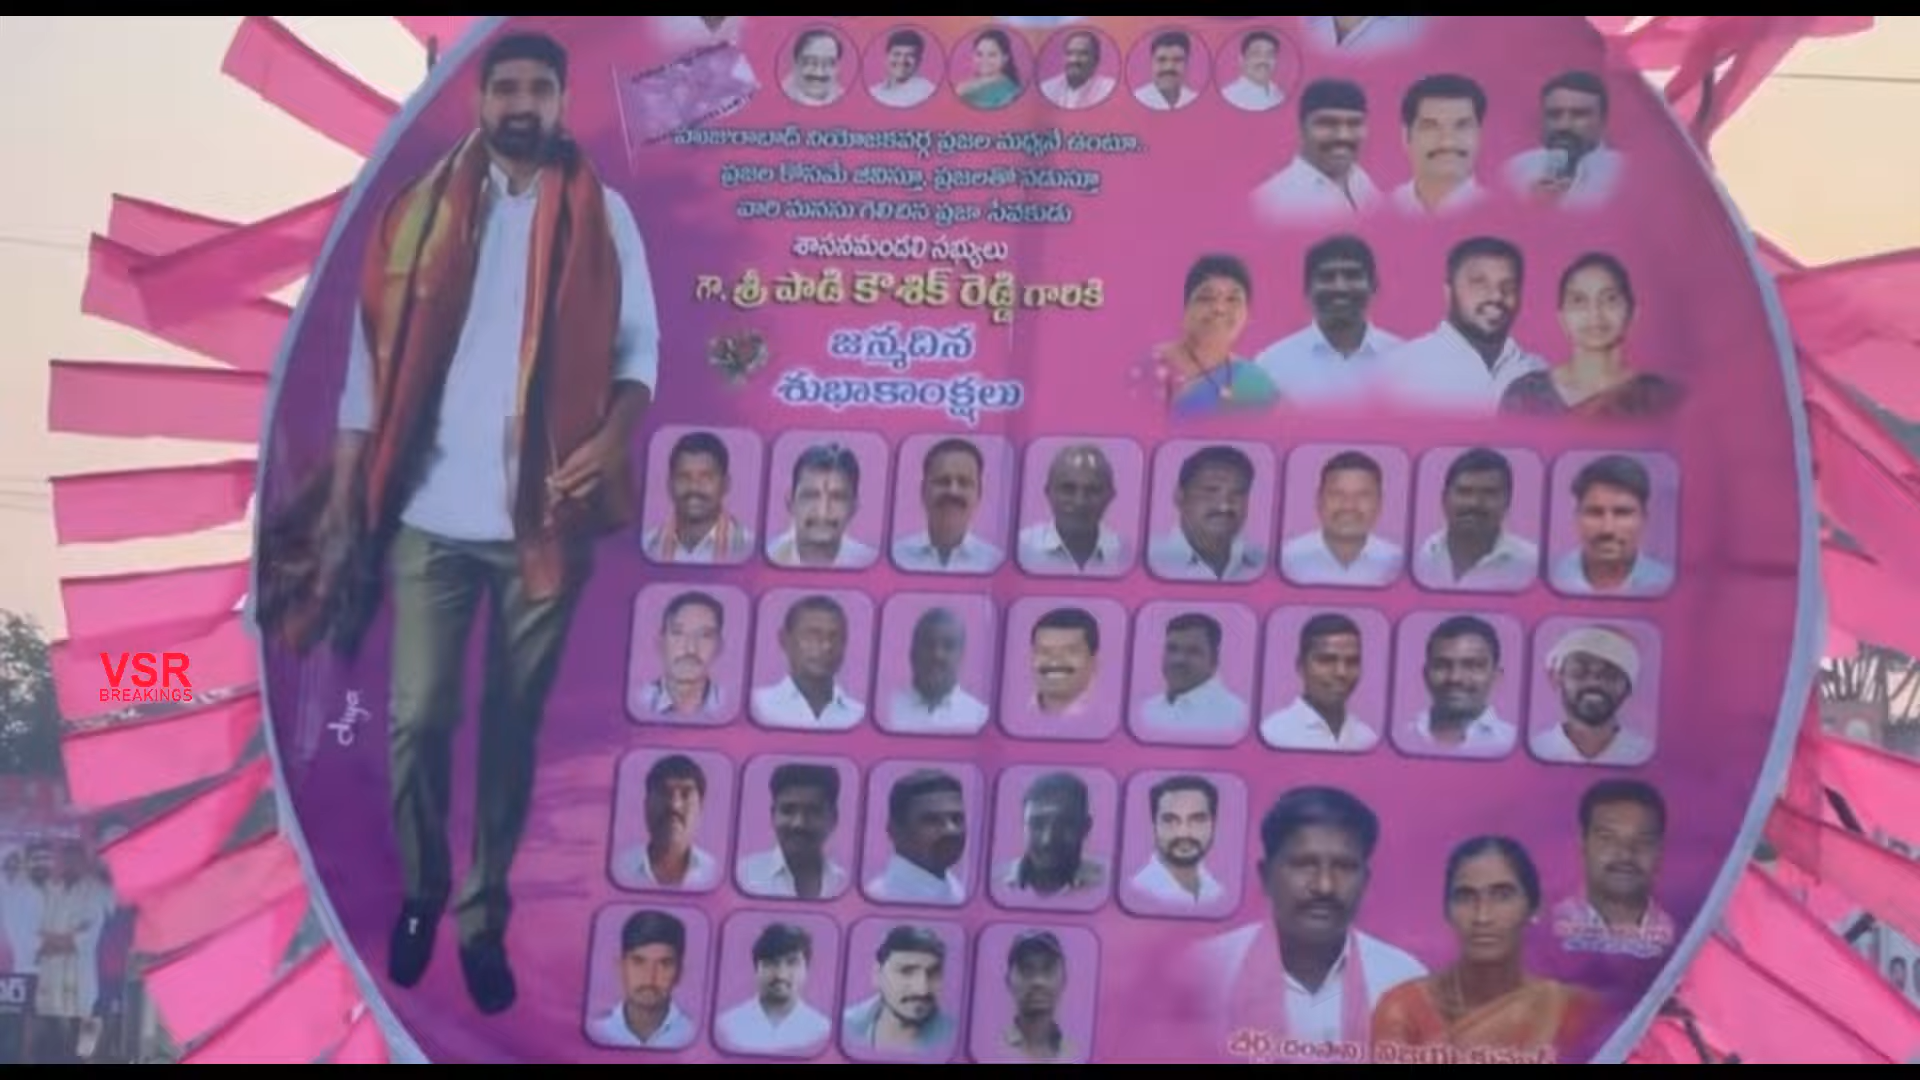 హుజురాబాద్ నియోజకవర్గ ప్రజల మధ్యనే ఉంటూ..
ప్రజల కోసమే జీవిస్తూ, ప్రజలతో నడుస్తూ
వారి మనసు గెలిచిన ప్రజా సేవకుడు
శాసనమండలి సభ్యులు
గౌ. శ్రీ పాడి కౌశిక్ రెడ్డి గారికి
జన్మదిన
శుభాకాంక్షలు
VSR
BREAKINGS
diya